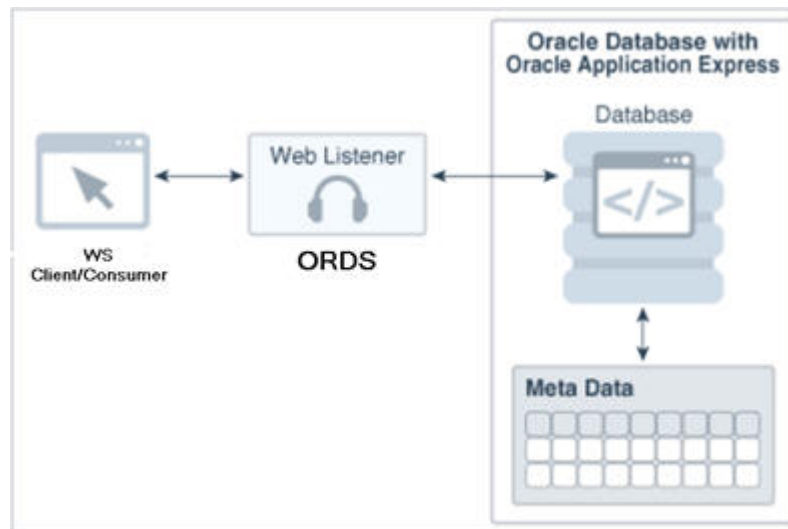 Oracle Database with
Oracle Application Express
Database
</>
Web Listener
ORDS
WS
Client/Consumer
Meta Data